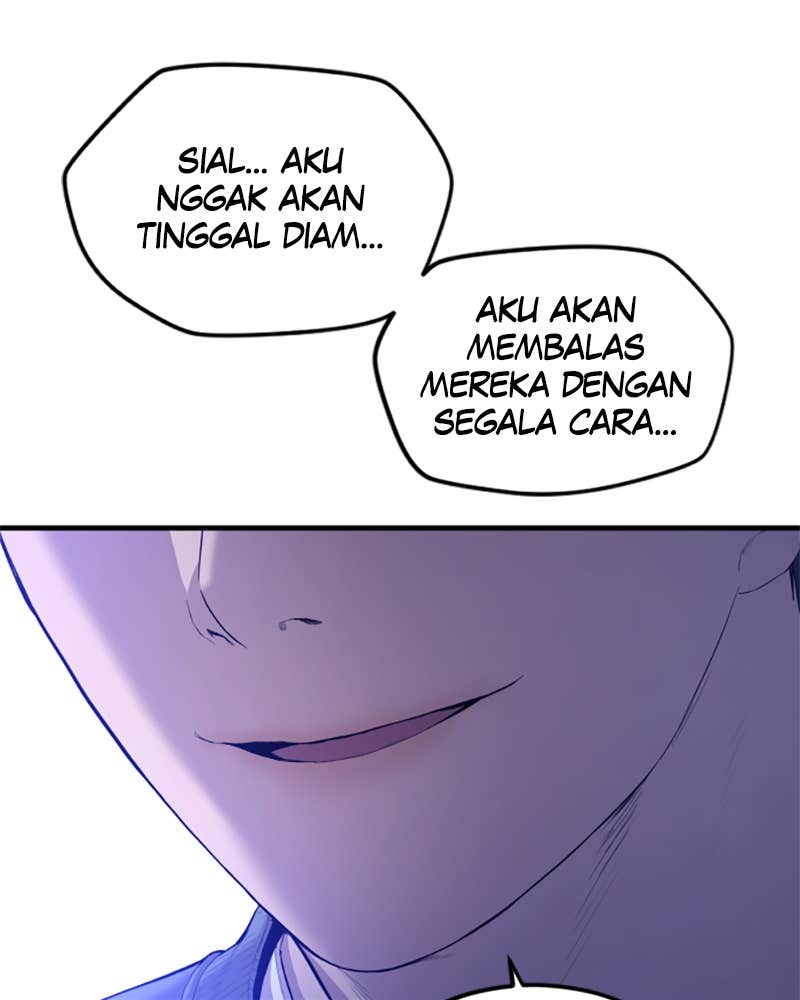 SIAL... AKU
NGGAK AKAN
TINGGAL DIAM...
AKU AKAN
MEMBALAS
MEREKA DENGAN
SEGALA CARA...